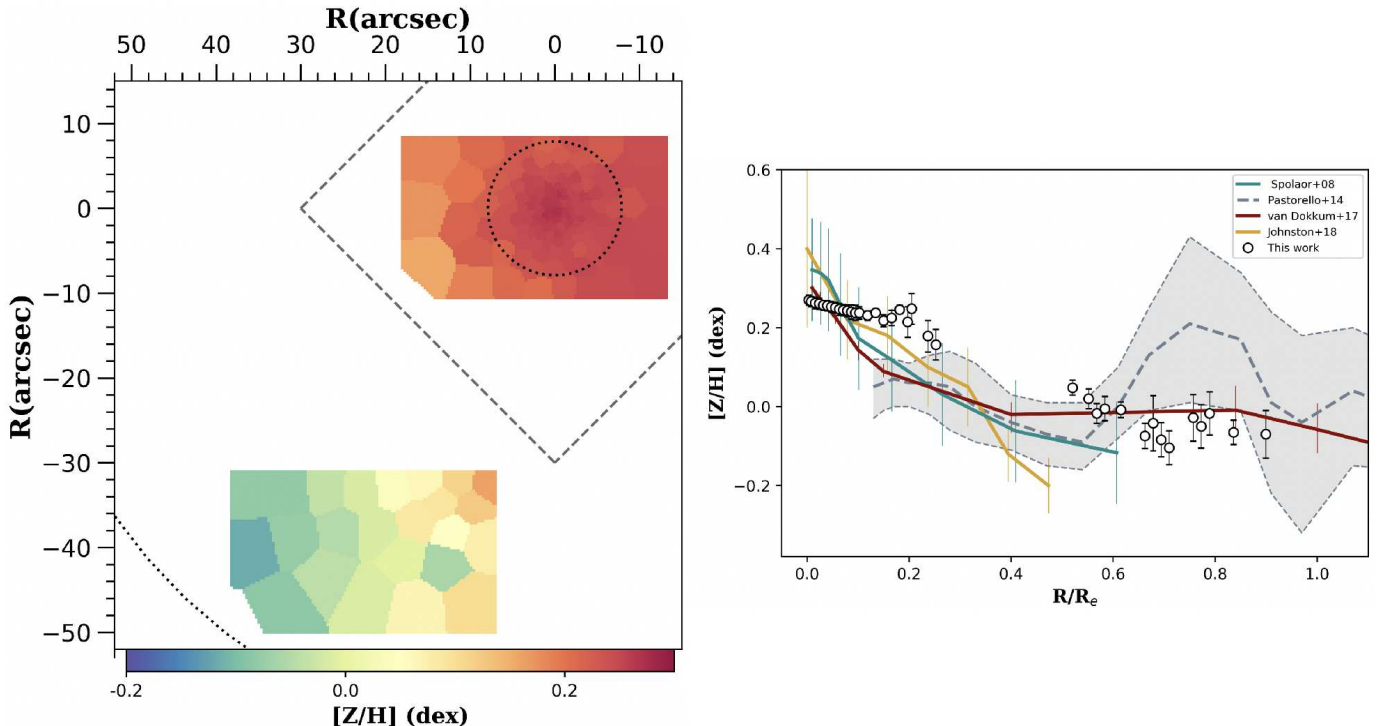 R(arcsec)
50 40 30 20 10 0 −10
R(arcsec)
10
0
−10
−20
−30
−40
−50
-0.2 0.0 0.2
[Z/H] (dex)
[Z/H] (dex)
0.6
0.4
0.2
0.0
−0.2
Spolaor+08
Pastorello+14
van Dokkum+17
Johnston+18
This work
0.0 0.2 0.4 0.6 0.8 1.0
R/Re